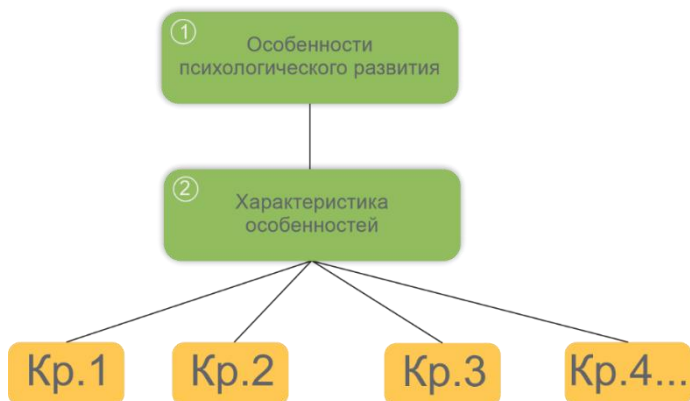 ①
Особенности
психологического развития
②
Характеристика
особенностей
Кр.1
Кр.2
Кр.3
Кр.4...